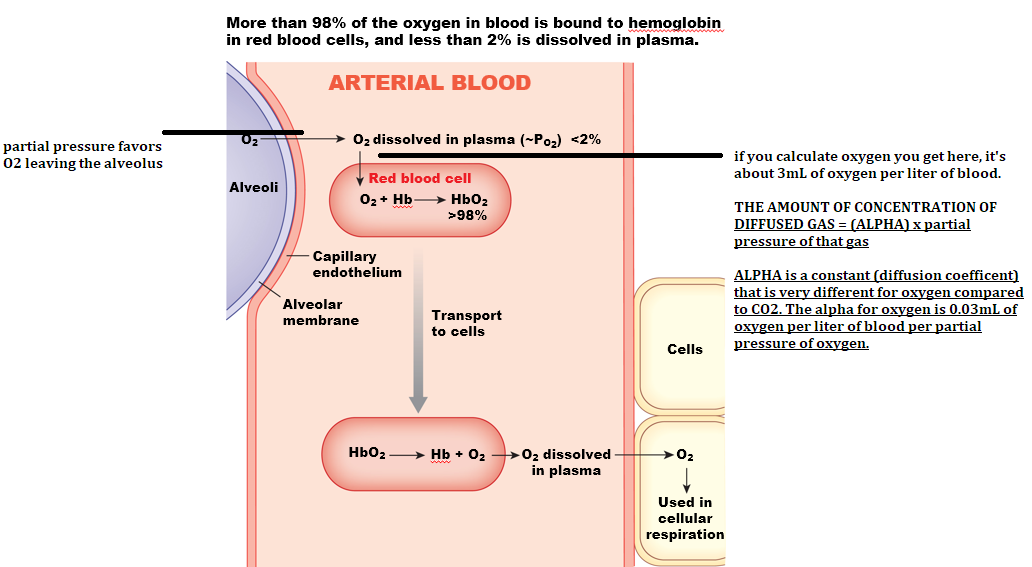 More than 98% of the oxygen in blood is bound to hemoglobin
in red blood cells, and less than 2% is dissolved in plasma.
ARTERIAL BLOOD
partial pressure favors
O2 leaving the alveolus
O₂
O₂ dissolved in plasma (~Po₂) <2%
if you calculate oxygen you get here, it's
about 3mL of oxygen per liter of blood.
THE AMOUNT OF CONCENTRATION OF
DIFFUSED GAS = (ALPHA) x partial
pressure of that gas
ALPHA is a constant (diffusion coefficent)
that is very different for oxygen compared
to CO2. The alpha for oxygen is 0.03mL of
oxygen per liter of blood per partial
pressure of oxygen.
Alveoli
Red blood cell
O₂ + Hb
HbO₂
>98%
Capillary
endothelium
Alveolar
membrane
Transport
to cells
Cells
HbO₂
Hb + O₂
O₂ dissolved
in plasma
O₂
Used in
cellular
respiration